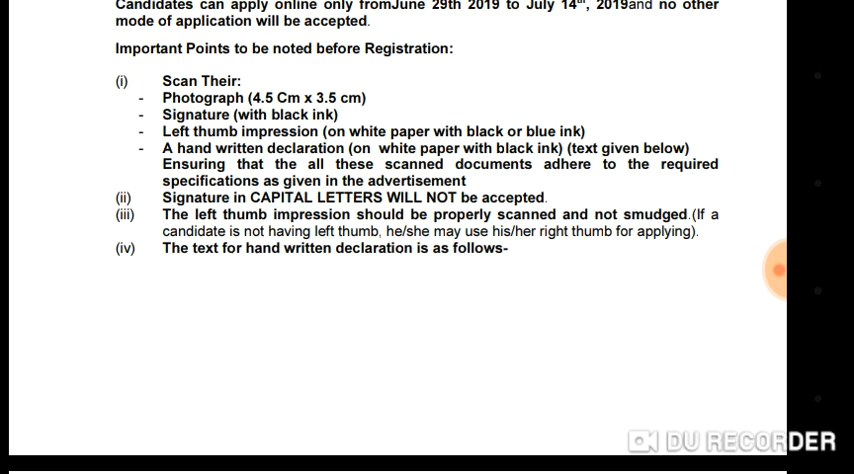 Candidates can apply online only fromJune 29th 2019 to July 14th, 2019and no other
mode of application will be accepted.
Important Points to be noted before Registration:
(i) Scan Their:
- Photograph (4.5 Cm x 3.5 cm)
- Signature (with black ink)
- Left thumb impression (on white paper with black or blue ink)
- A hand written declaration (on white paper with black ink) (text given below)
Ensuring that the all these scanned documents adhere to the required
specifications as given in the advertisement
(ii) Signature in CAPITAL LETTERS WILL NOT be accepted.
(iii) The left thumb impression should be properly scanned and not smudged.(If a
candidate is not having left thumb, he/she may use his/her right thumb for applying).
(iv) The text for hand written declaration is as follows-
DU RECORDER